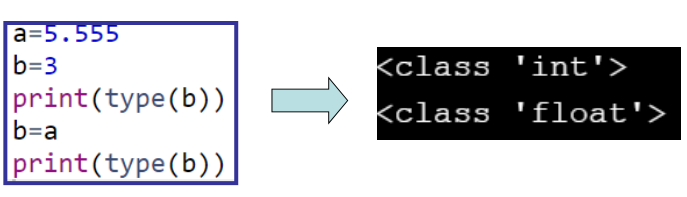 a=5.555
b=3
print(type(b))
b=a
print(type(b))
<class 'int'>
<class 'float'>